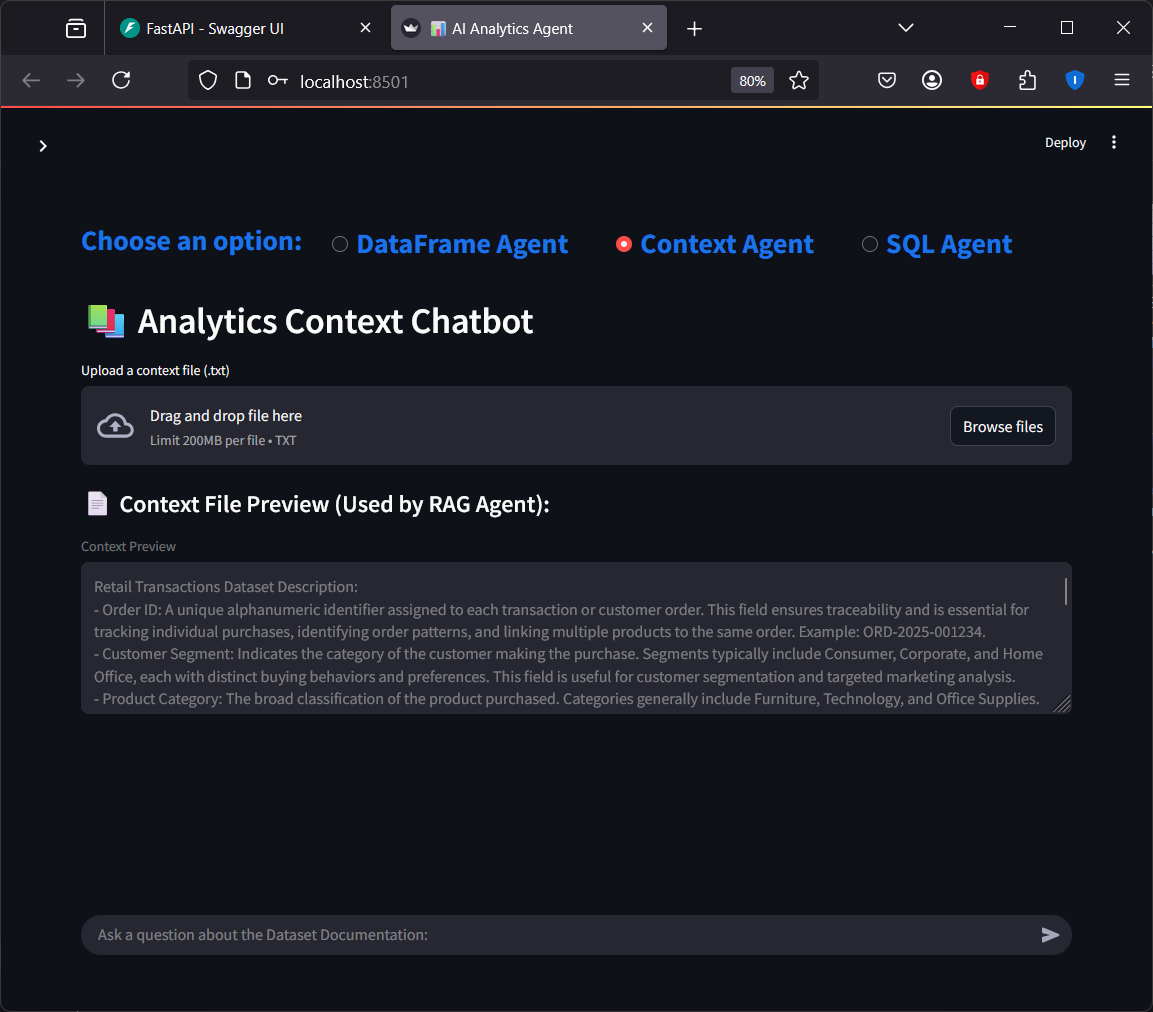 FastAPI - Swagger UI
AI Analytics Agent
localhost:8501
80%
Deploy
Choose an option:
DataFrame Agent
Context Agent
SQL Agent
Analytics Context Chatbot
Upload a context file (.txt)
Drag and drop file here
Limit 200MB per file • TXT
Browse files
Context File Preview (Used by RAG Agent):
Context Preview
Retail Transactions Dataset Description:
- Order ID: A unique alphanumeric identifier assigned to each transaction or customer order. This field ensures traceability and is essential for
tracking individual purchases, identifying order patterns, and linking multiple products to the same order. Example: ORD-2025-001234.
- Customer Segment: Indicates the category of the customer making the purchase. Segments typically include Consumer, Corporate, and Home
Office, each with distinct buying behaviors and preferences. This field is useful for customer segmentation and targeted marketing analysis.
- Product Category: The broad classification of the product purchased. Categories generally include Furniture, Technology, and Office Supplies.
Ask a question about the Dataset Documentation: